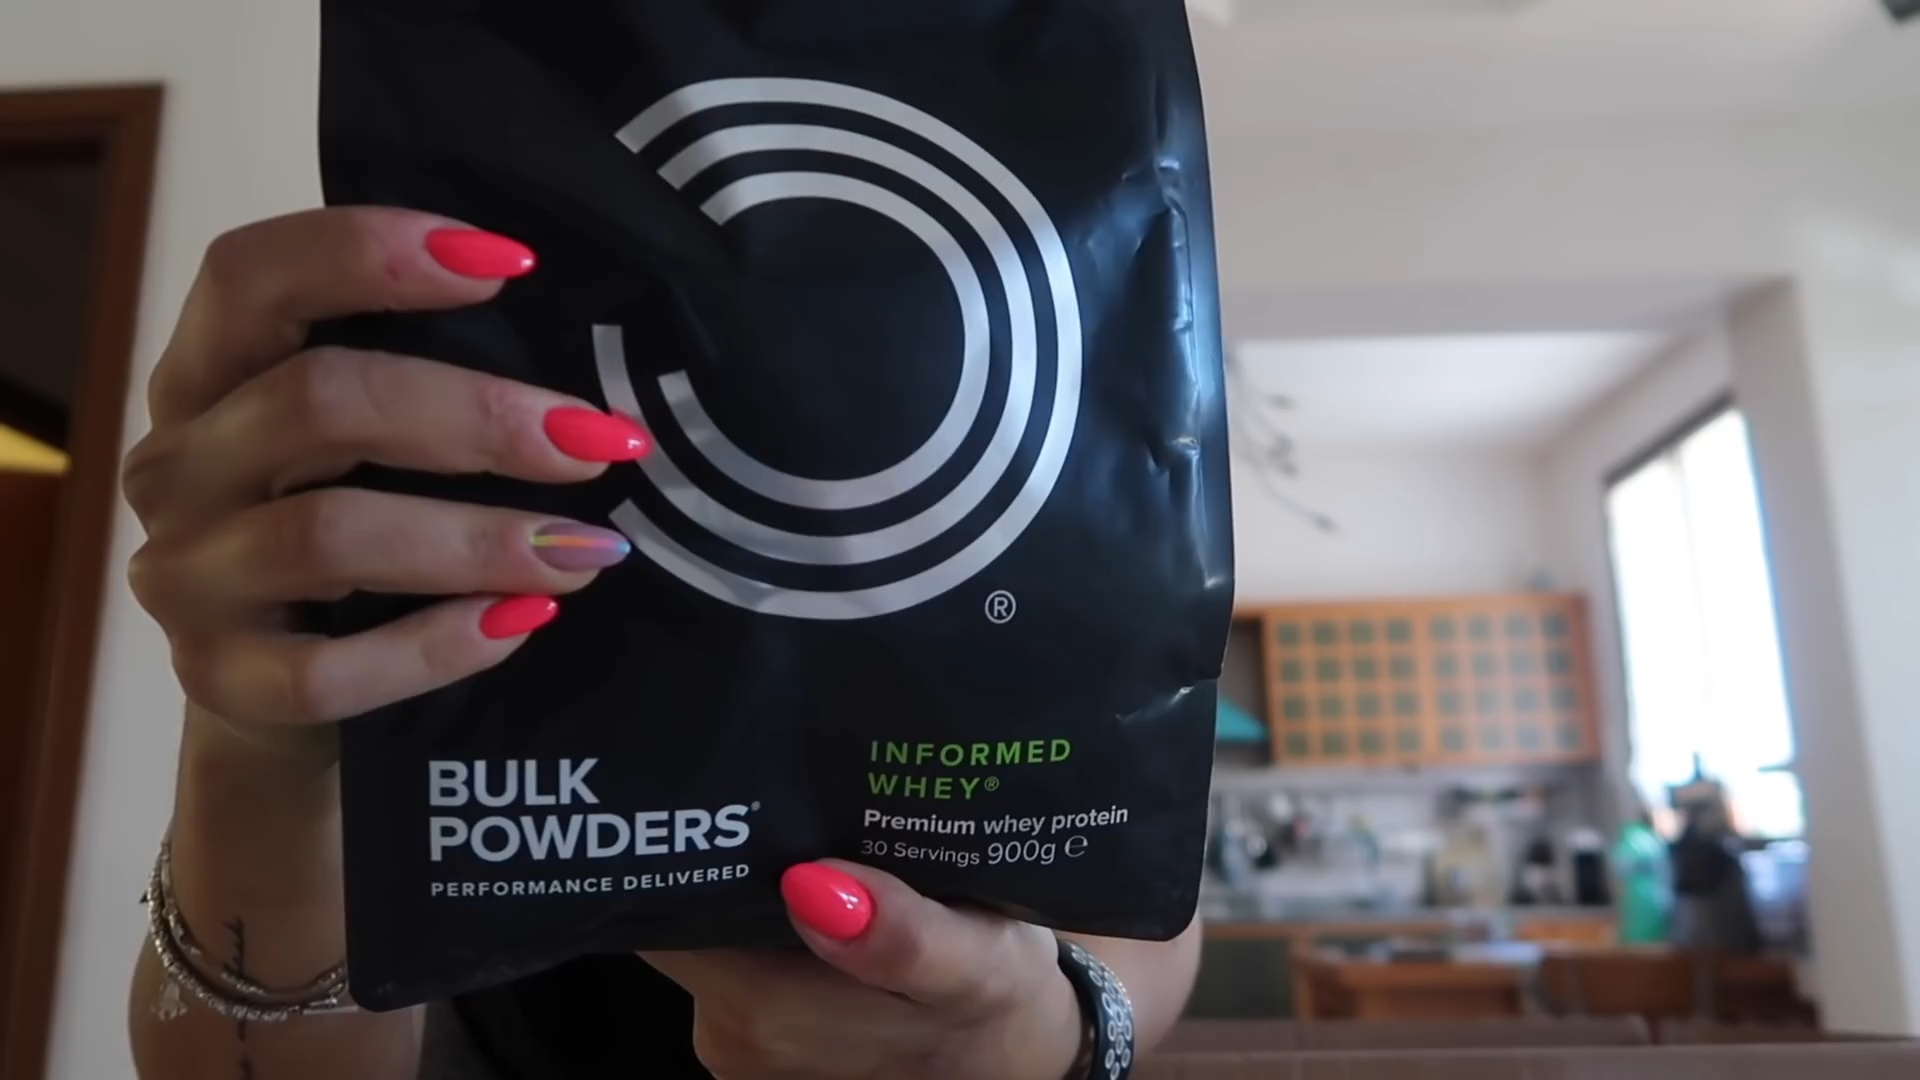 ®
BULK
POWDERS®
PERFORMANCE DELIVERED
INFORMED
WHEY®
Premium whey protein
30 Servings 900g ℮